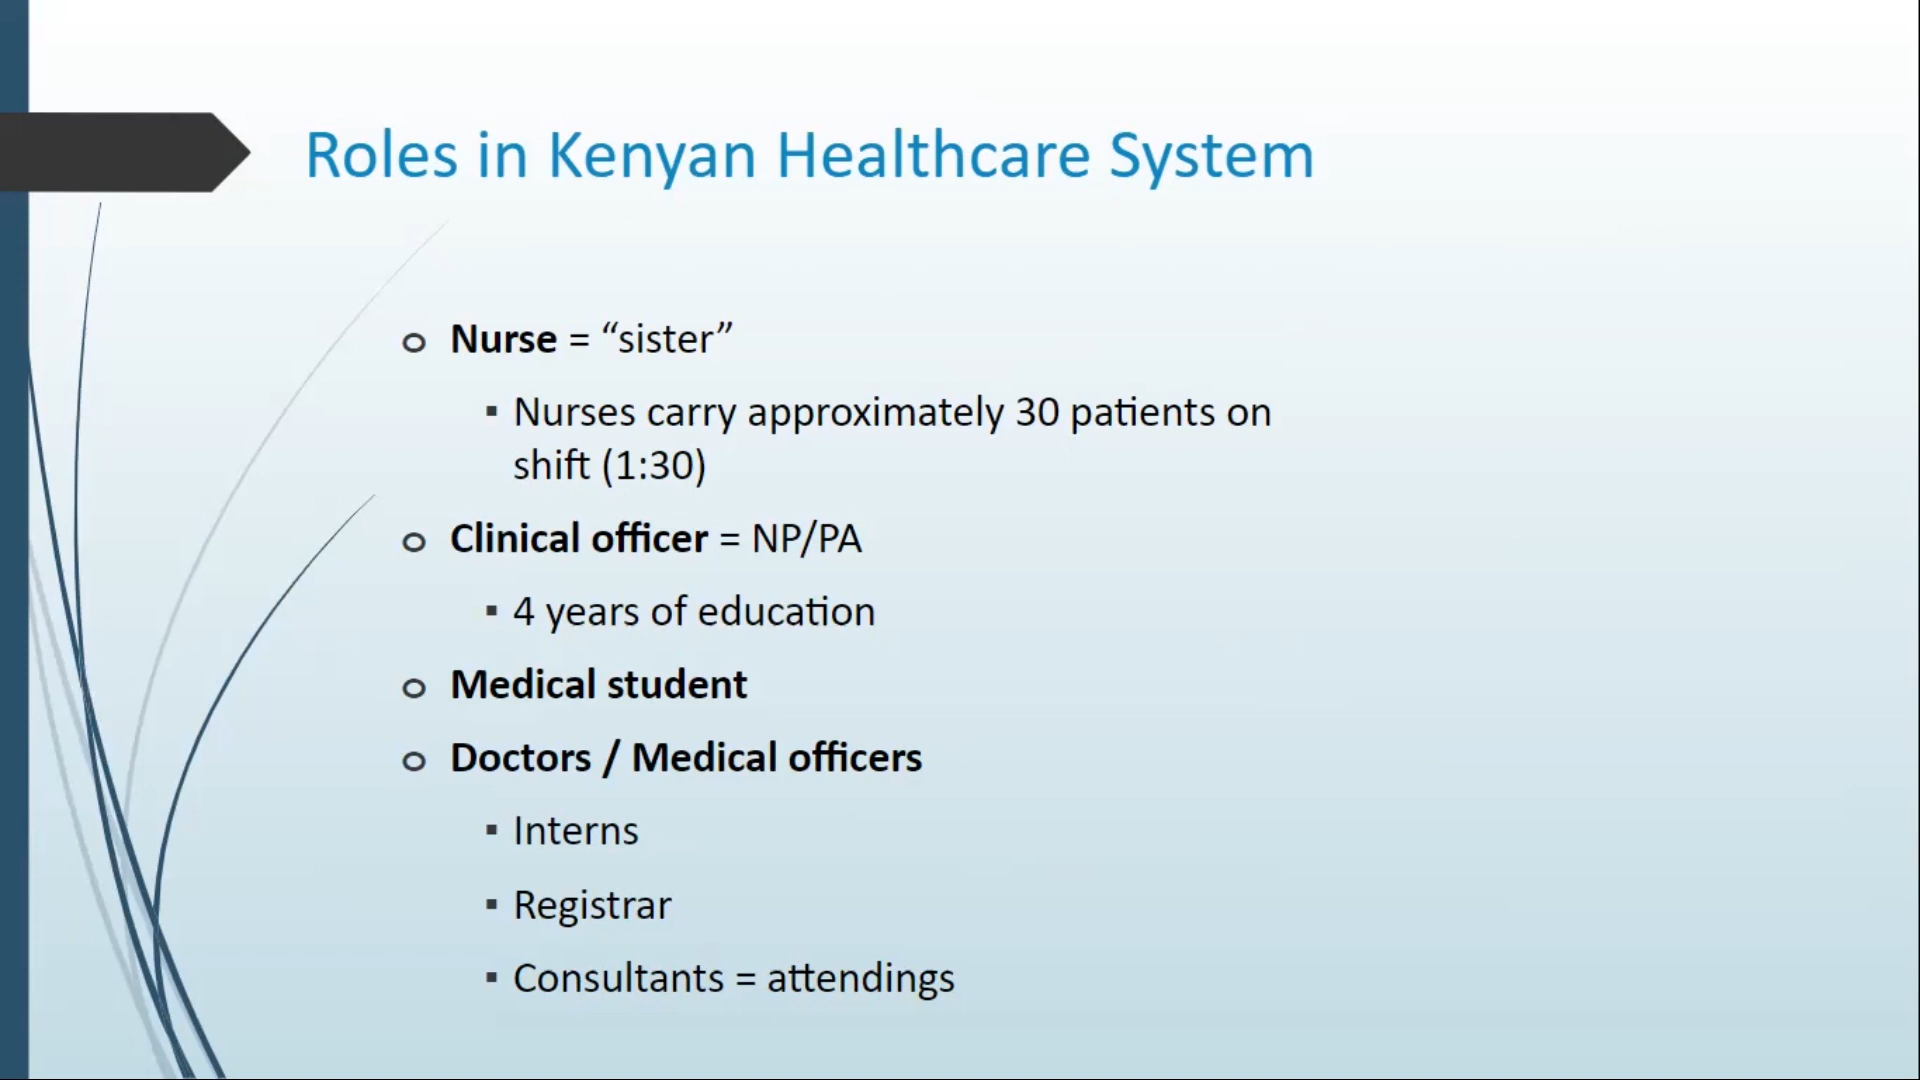 Roles in Kenyan Healthcare System
Nurse = “sister”
Nurses carry approximately 30 patients on
shift (1:30)
Clinical officer = NP/PA
4 years of education
Medical student
Doctors / Medical officers
Interns
Registrar
Consultants = attendings